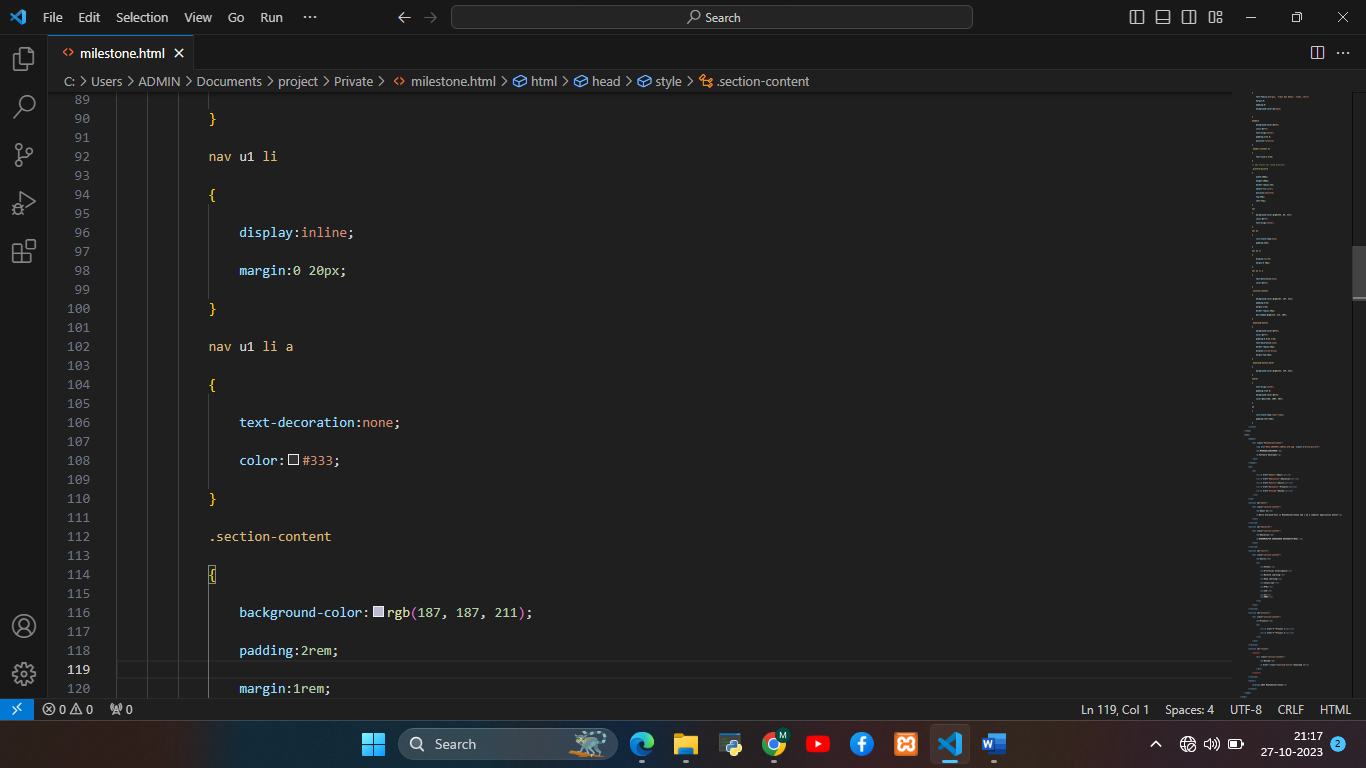 File Edit Selection View Go Run ··· Search
milestone.html
C: > Users > ADMIN > Documents > project > Private > milestone.html > html > head > style > .section-content
89
90 }
91
92 nav u1 li
93
94 {
95
96 display:inline;
97
98 margin:0 20px;
99
100 }
101
102 nav u1 li a
103
104 {
105
106 text-decoration:none;
107
108 color:#333;
109
110 }
111
112 .section-content
113
114 {
115
116 background-color:rgb(187, 187, 211);
117
118 padding:2rem;
119
120 margin:1rem;
0 0 0 Ln 119, Col 1 Spaces: 4 UTF-8 CRLF HTML
Search M W 21:17
27-10-2023 2